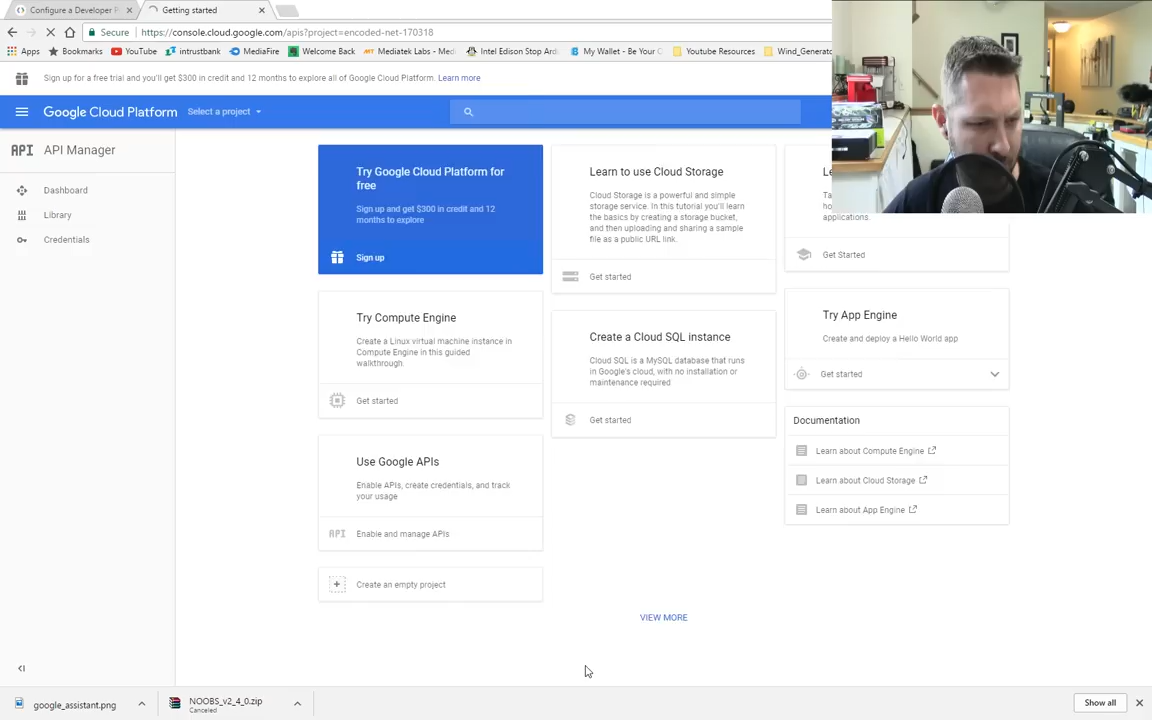 Configure a Developer P
Getting started
Secure
https://console.cloud.google.com/apis?project=encoded-net-170318
Apps
Bookmarks
YouTube
intrustbank
MediaFire
Welcome Back
Mediatek Labs - Med
Intel Edison Stop Ard
My Wallet - Be Your C
Youtube Resources
Wind_Generato
Sign up for a free trial and you'll get $300 in credit and 12 months to explore all of Google Cloud Platform. Learn more
Google Cloud Platform
Select a project
API
API Manager
Dashboard
Library
Credentials
Try Google Cloud Platform for
free
Sign up and get $300 in credit and 12
months to explore
Sign up
Try Compute Engine
Create a Linux virtual machine instance in
Compute Engine in this guided
walkthrough
Get started
Use Google APIs
Enable APIs, create credentials, and track
your usage
API
Enable and manage APIs
Create an empty project
Learn to use Cloud Storage
Cloud Storage is a powerful and simple
storage service. In this tutorial you'll learn
the basics by creating a storage bucket,
and then uploading and sharing a sample
file as a public URL link.
Get started
Create a Cloud SQL instance
Cloud SQL is a MySQL database that runs
in Google's cloud, with no installation or
maintenance required
Get started
applications
Get Started
Try App Engine
Create and deploy a Hello World app
Get started
Documentation
Learn about Compute Engine
Learn about Cloud Storage
Learn about App Engine
VIEW MORE
google_assistant.png
NOOBS_v2_4_0.zip
Canceled
Show all